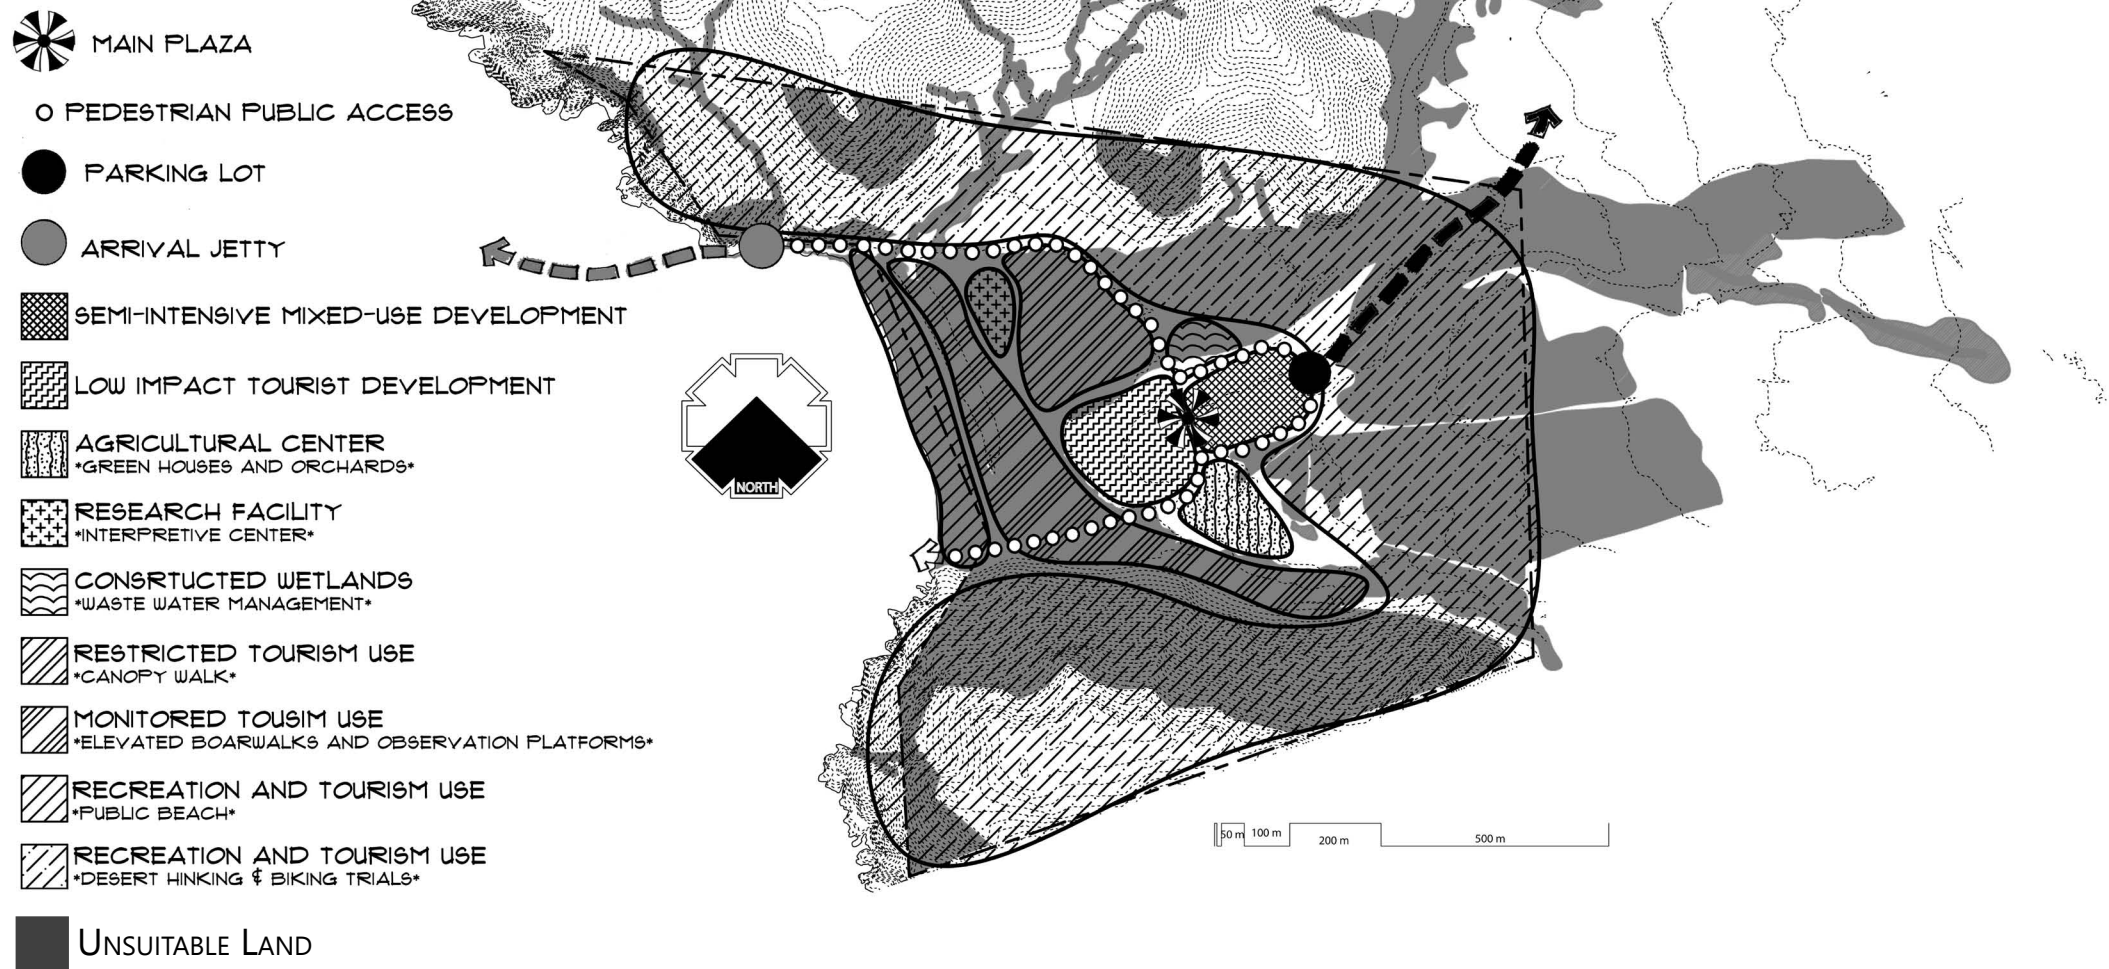 MAIN PLAZA
PEDESTRIAN PUBLIC ACCESS
PARKING LOT
ARRIVAL JETTY
SEMI-INTENSIVE MIXED-USE DEVELOPMENT
LOW IMPACT TOURIST DEVELOPMENT
AGRICULTURAL CENTER
*GREEN HOUSES AND ORCHARDS*
RESEARCH FACILITY
*INTERPRETIVE CENTER*
CONSRTUCTED WETLANDS
*WASTE WATER MANAGEMENT*
RESTRICTED TOURISM USE
*CANOPY WALK*
MONITORED TOUSIM USE
*ELEVATED BOARWALKS AND OBSERVATION PLATFORMS*
RECREATION AND TOURISM USE
*PUBLIC BEACH*
RECREATION AND TOURISM USE
*DESERT HINKING & BIKING TRIALS*
UNSUITABLE LAND
NORTH
50 m 100 m 200 m 500 m